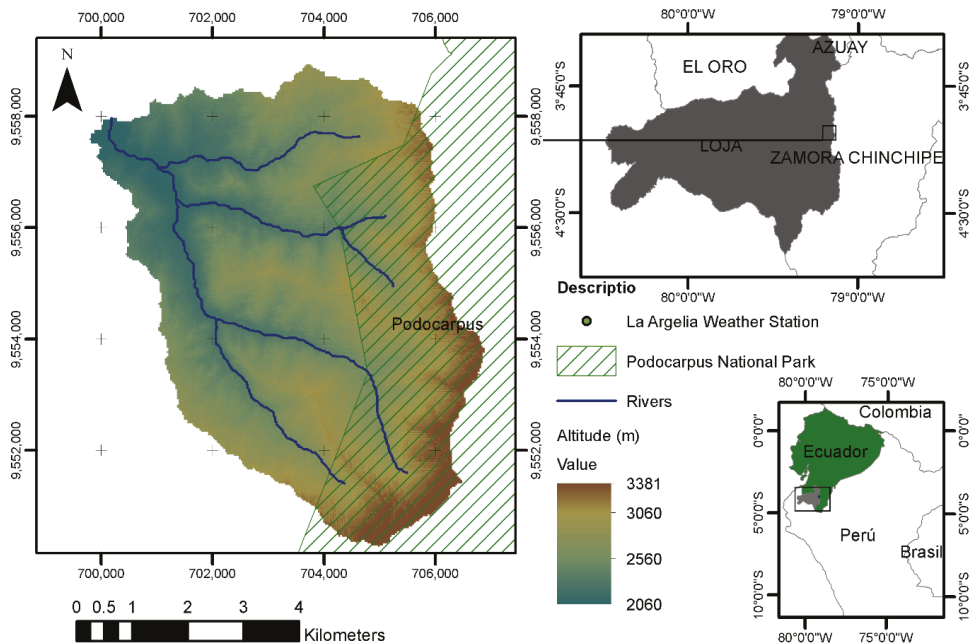 700,000 702,000 704,000 706,000
N
9,558,000 9,558,000
9,556,000 9,556,000
9,554,000 9,554,000
9,552,000 9,552,000
Podocarpus
700,000 702,000 704,000 706,000
0 0.5 1 2 3 4
Kilometers
80°0'0"W 79°0'0"W
3°45'0"S 3°45'0"S
4°30'0"S 4°30'0"S
AZUAY
EL ORO
LOJA
ZAMORA CHINCHIPE
80°0'0"W 79°0'0"W
Descriptio
La Argelia Weather Station
Podocarpus National Park
Rivers
Altitude (m)
Value
3381
3060
2560
2060
80°0'0"W 75°0'0"W
0°0'0" 0°0'0"
5°0'0"S 5°0'0"S
10°0'0"S 10°0'0"S
Colombia
Ecuador
Perú
Brasil
80°0'0"W 75°0'0"W